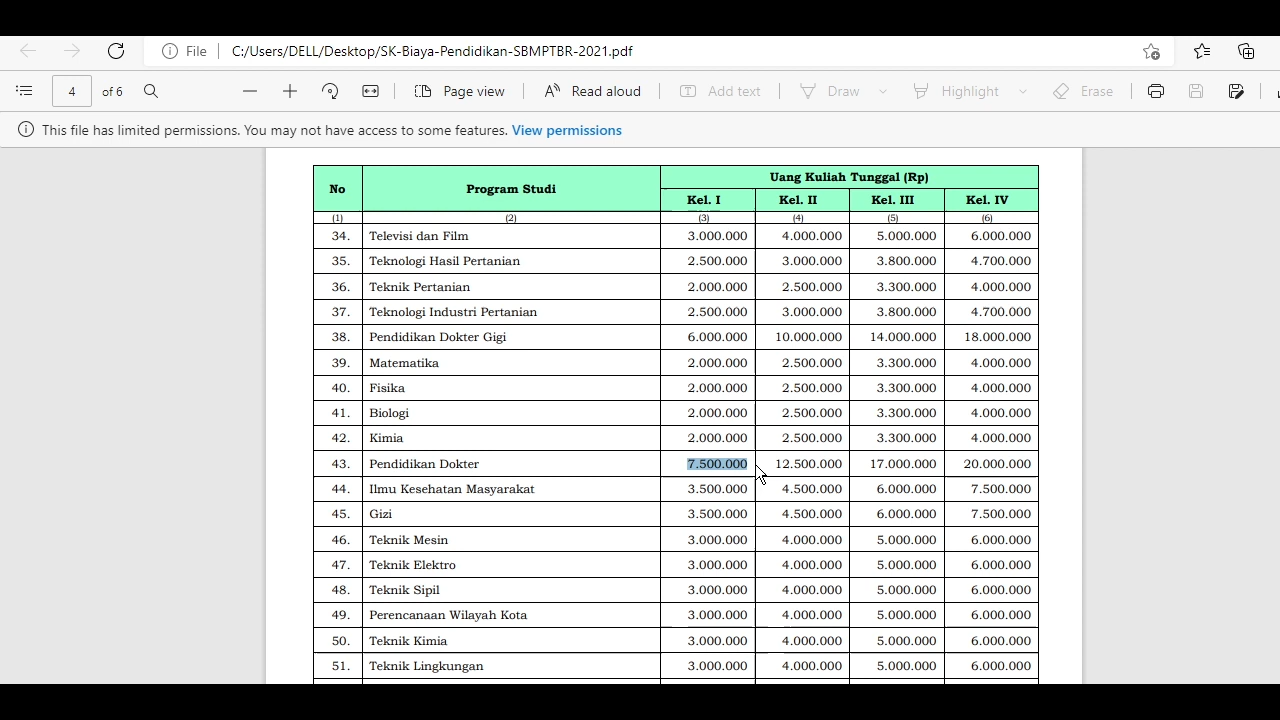 File C:/Users/DELL/Desktop/SK-Biaya-Pendidikan-SBMPTBR-2021.pdf
4 of 6 Page view Read aloud Add text Draw Highlight Erase
This file has limited permissions. You may not have access to some features. View permissions
No Program Studi Uang Kuliah Tunggal (Rp)
Kel. I Kel. II Kel. III Kel. IV
(1) (2) (3) (4) (5) (6)
34. Televisi dan Film 3.000.000 4.000.000 5.000.000 6.000.000
35. Teknologi Hasil Pertanian 2.500.000 3.000.000 3.800.000 4.700.000
36. Teknik Pertanian 2.000.000 2.500.000 3.300.000 4.000.000
37. Teknologi Industri Pertanian 2.500.000 3.000.000 3.800.000 4.700.000
38. Pendidikan Dokter Gigi 6.000.000 10.000.000 14.000.000 18.000.000
39. Matematika 2.000.000 2.500.000 3.300.000 4.000.000
40. Fisika 2.000.000 2.500.000 3.300.000 4.000.000
41. Biologi 2.000.000 2.500.000 3.300.000 4.000.000
42. Kimia 2.000.000 2.500.000 3.300.000 4.000.000
43. Pendidikan Dokter 7.500.000 12.500.000 17.000.000 20.000.000
44. Ilmu Kesehatan Masyarakat 3.500.000 4.500.000 6.000.000 7.500.000
45. Gizi 3.500.000 4.500.000 6.000.000 7.500.000
46. Teknik Mesin 3.000.000 4.000.000 5.000.000 6.000.000
47. Teknik Elektro 3.000.000 4.000.000 5.000.000 6.000.000
48. Teknik Sipil 3.000.000 4.000.000 5.000.000 6.000.000
49. Perencanaan Wilayah Kota 3.000.000 4.000.000 5.000.000 6.000.000
50. Teknik Kimia 3.000.000 4.000.000 5.000.000 6.000.000
51. Teknik Lingkungan 3.000.000 4.000.000 5.000.000 6.000.000